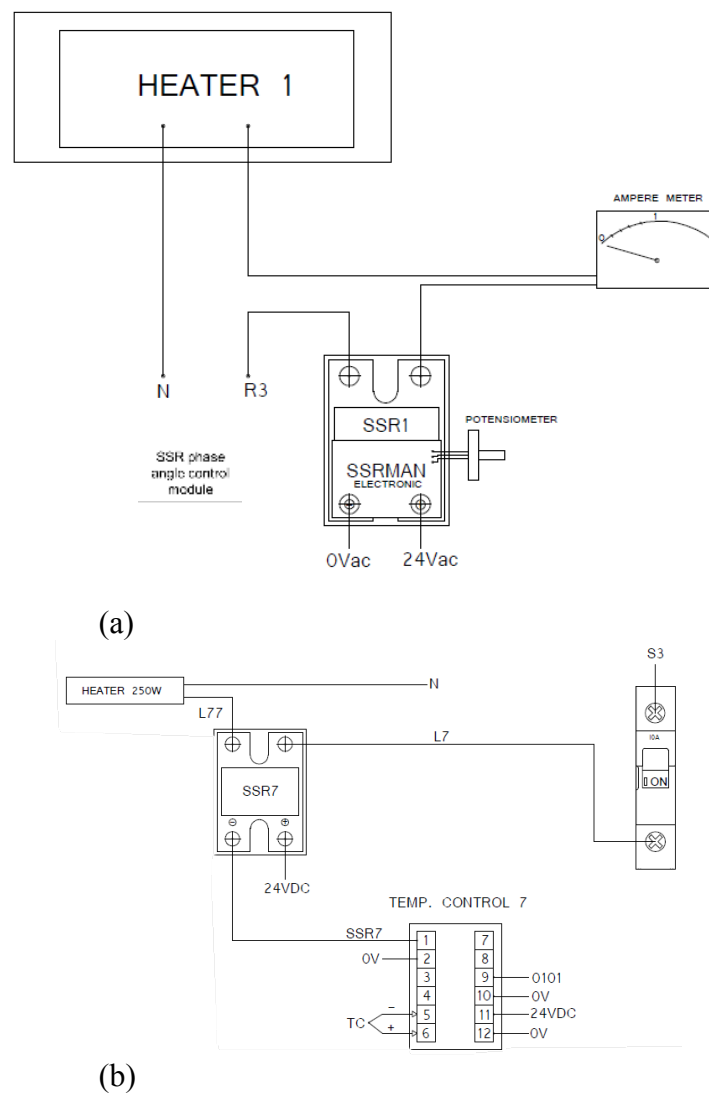 HEATER 1
AMPERE METER
0
1
N
R3
SSR1
POTENSIOMETER
SSR phase
angle control
module
SSRMAN
ELECTRONIC
0Vac
24Vac
(a)
S3
HEATER 250W
N
L77
L7
10A
ON
SSR7
⊖ ⊕
24VDC
TEMP. CONTROL 7
SSR7
1
7
0V
2
8
3
9
0101
4
10
0V
TC
-
5
11
24VDC
+
6
12
0V
(b)